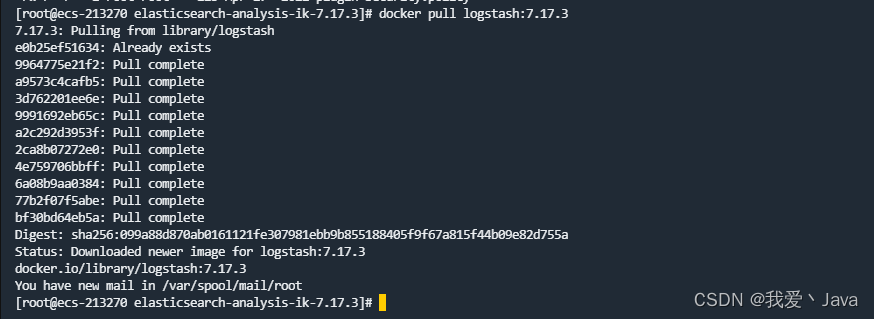 [root@ecs-213270 elasticsearch-analysis-ik-7.17.3]# docker pull logstash:7.17.3
7.17.3: Pulling from library/logstash
e0b25ef51634: Already exists
9964775e21f2: Pull complete
a9573c4cafb5: Pull complete
3d762201ee6e: Pull complete
9991692eb65c: Pull complete
a2c292d3953f: Pull complete
2ca8b07272e0: Pull complete
4e759706bbff: Pull complete
6a08b9aa0384: Pull complete
77b2f07f5abe: Pull complete
bf30bd64eb5a: Pull complete
Digest: sha256:099a88d870ab0161121fe307981ebb9b855188405f9f67a815f44b09e82d755a
Status: Downloaded newer image for logstash:7.17.3
docker.io/library/logstash:7.17.3
You have new mail in /var/spool/mail/root
[root@ecs-213270 elasticsearch-analysis-ik-7.17.3]#
CSDN @我爱丶Java